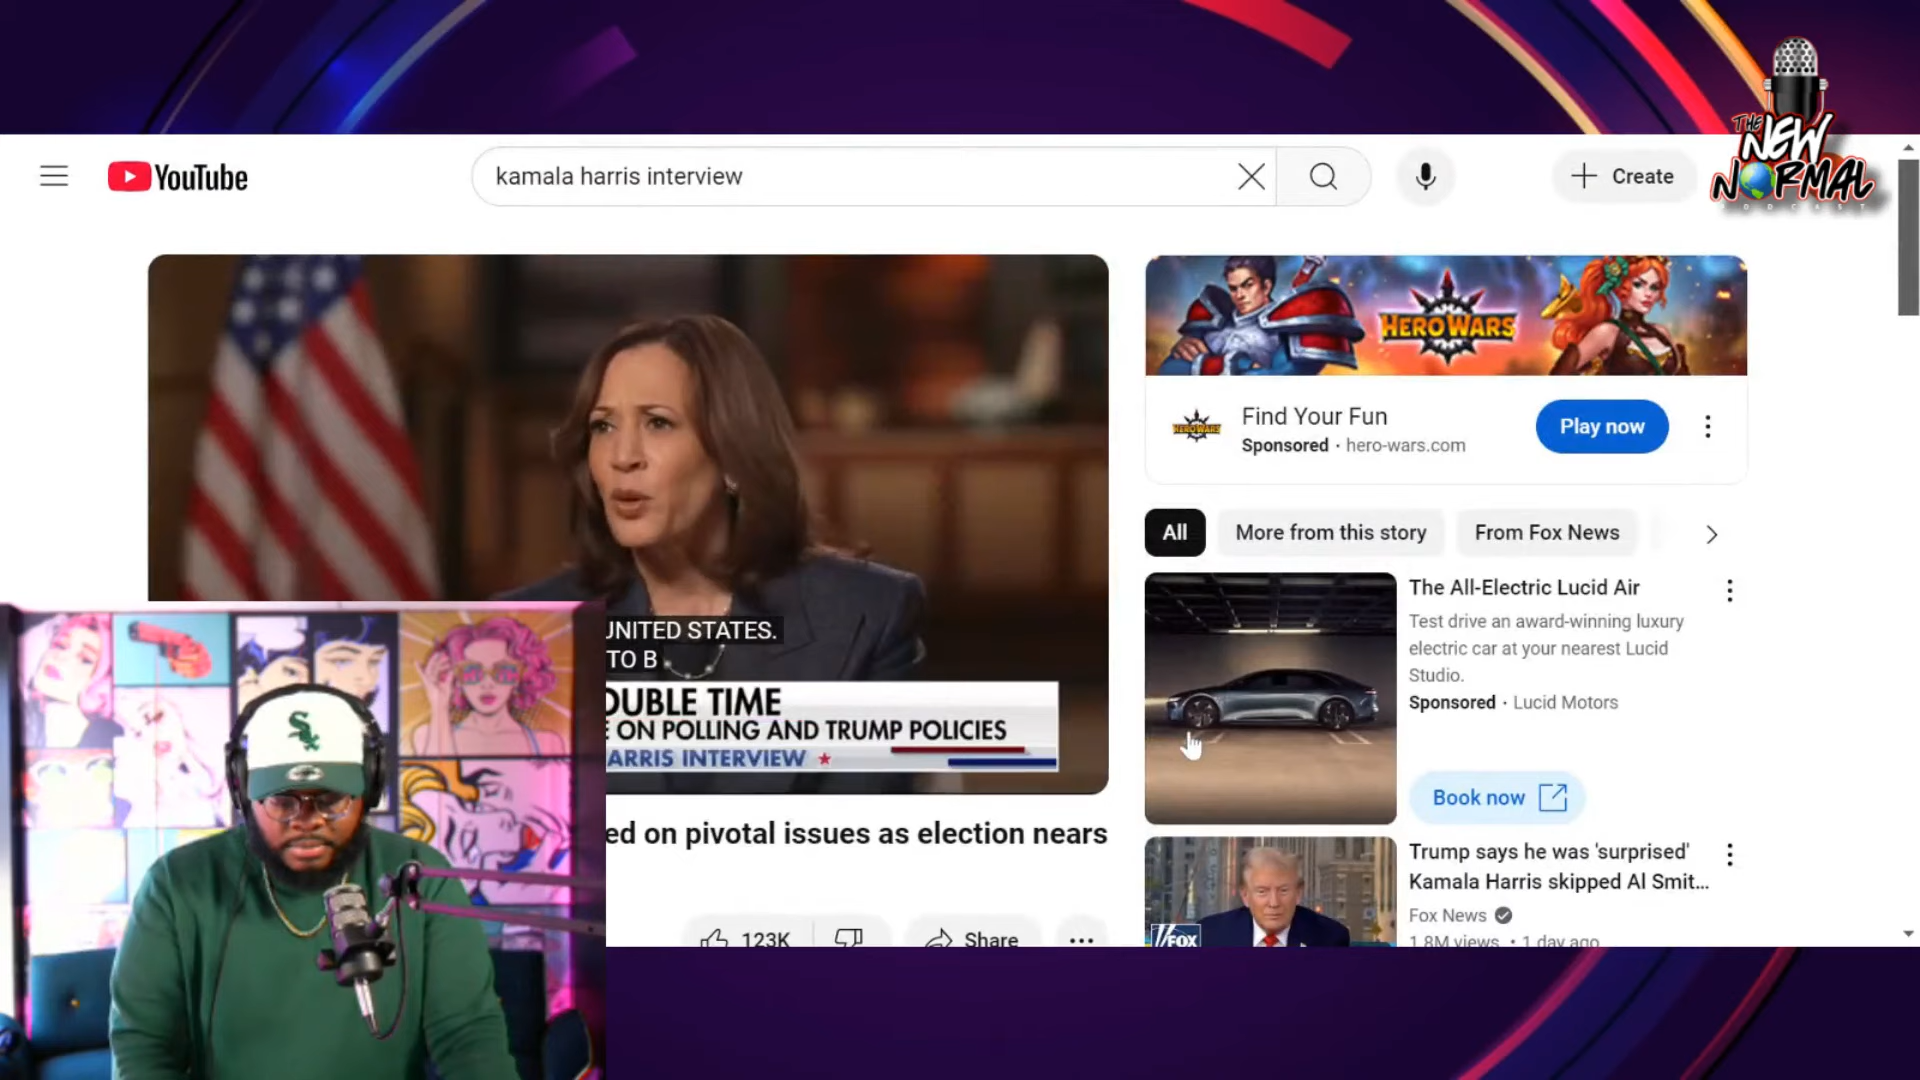 THE
NEW
NORMAL
PODCAST
YouTube
kamala harris interview
Create
HERO WARS
Find Your Fun
Sponsored · hero-wars.com
Play now
All
More from this story
From Fox News
UNITED STATES.
TO B
OUBLE TIME
E ON POLLING AND TRUMP POLICIES
ARRIS INTERVIEW
ed on pivotal issues as election nears
123K
Share
The All-Electric Lucid Air
Test drive an award-winning luxury
electric car at your nearest Lucid
Studio.
Sponsored · Lucid Motors
Book now
Trump says he was 'surprised'
Kamala Harris skipped Al Smit...
Fox News
1.8M views · 1 day ago
FOX